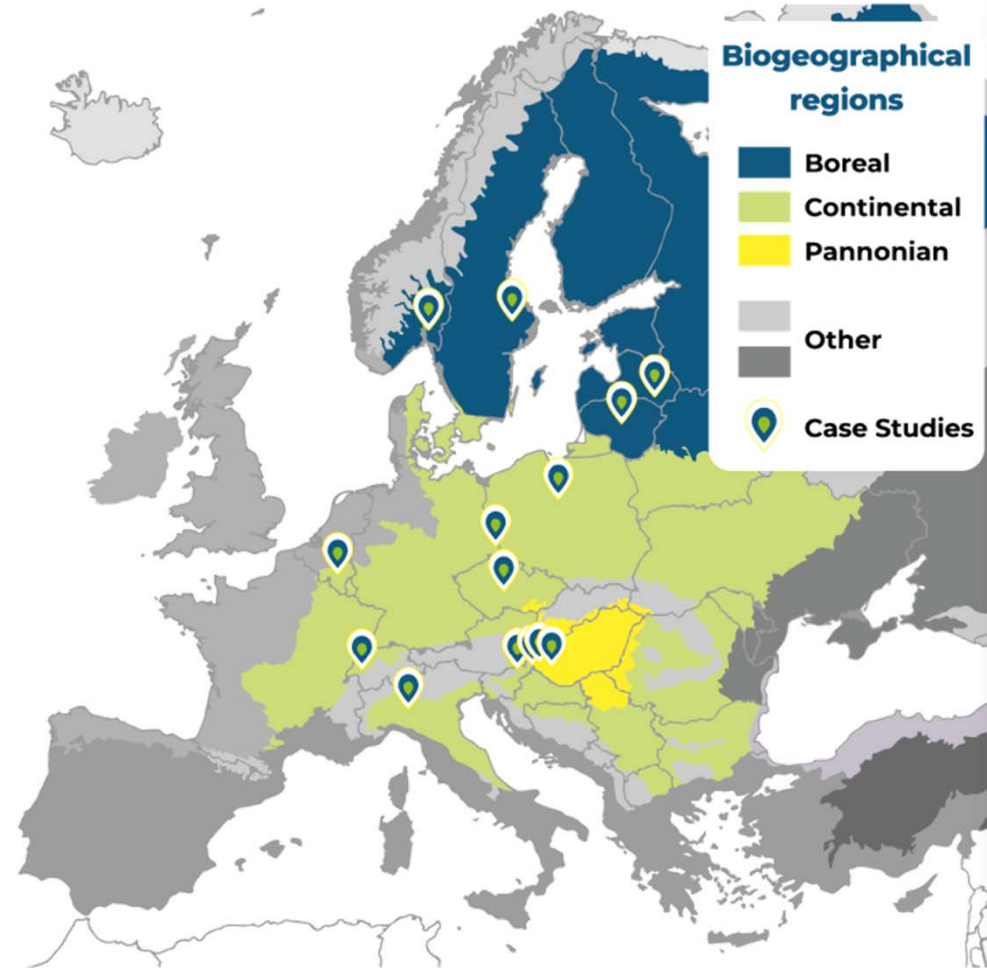 Biogeographical
regions
Boreal
Continental
Pannonian
Other
Case Studies